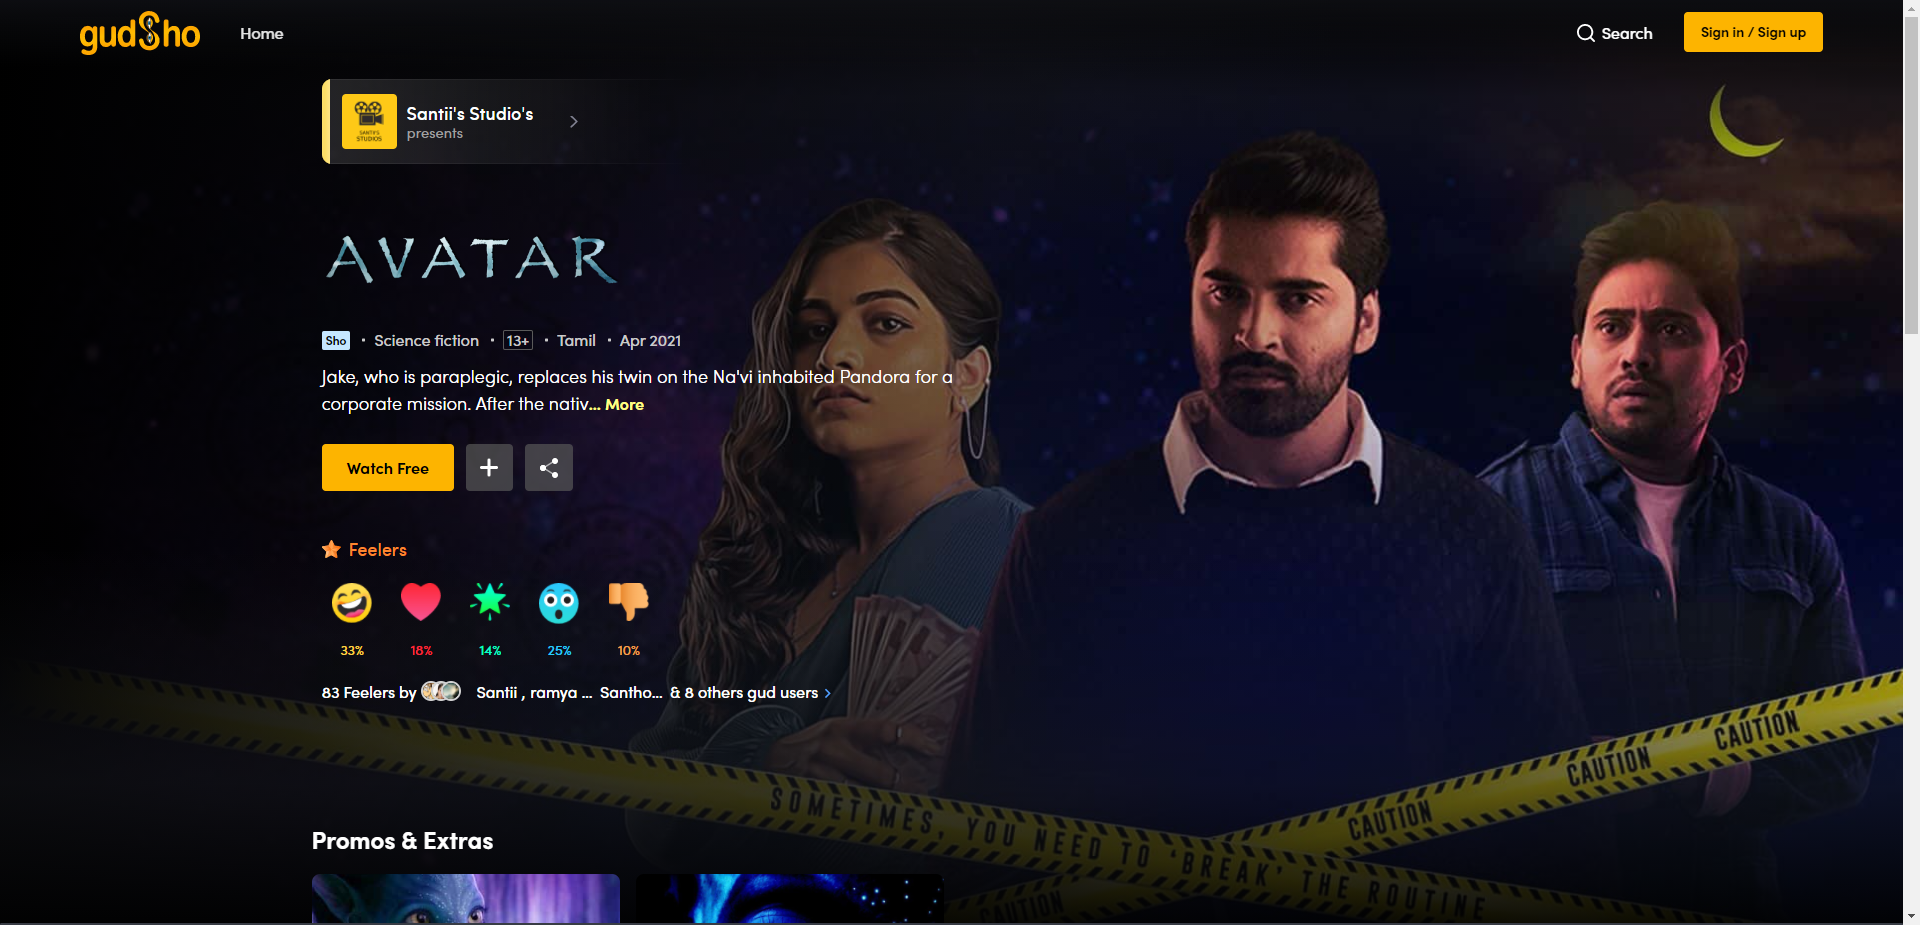 gudSho
Home
Search
Sign in / Sign up
SANTII'S
STUDIOS
Santii's Studio's
presents
AVATAR
Sho · Science fiction · 13+ · Tamil · Apr 2021
Jake, who is paraplegic, replaces his twin on the Na'vi inhabited Pandora for a
corporate mission. After the nativ... More
Watch Free
Feelers
33% 18% 14% 25% 10%
83 Feelers by Santii , ramya ... Santho... & 8 others gud users
CAUTION
CAUTION
CAUTION
SOMETIMES, YOU NEED TO 'BREAK' THE ROUTINE
CAUTION
Promos & Extras